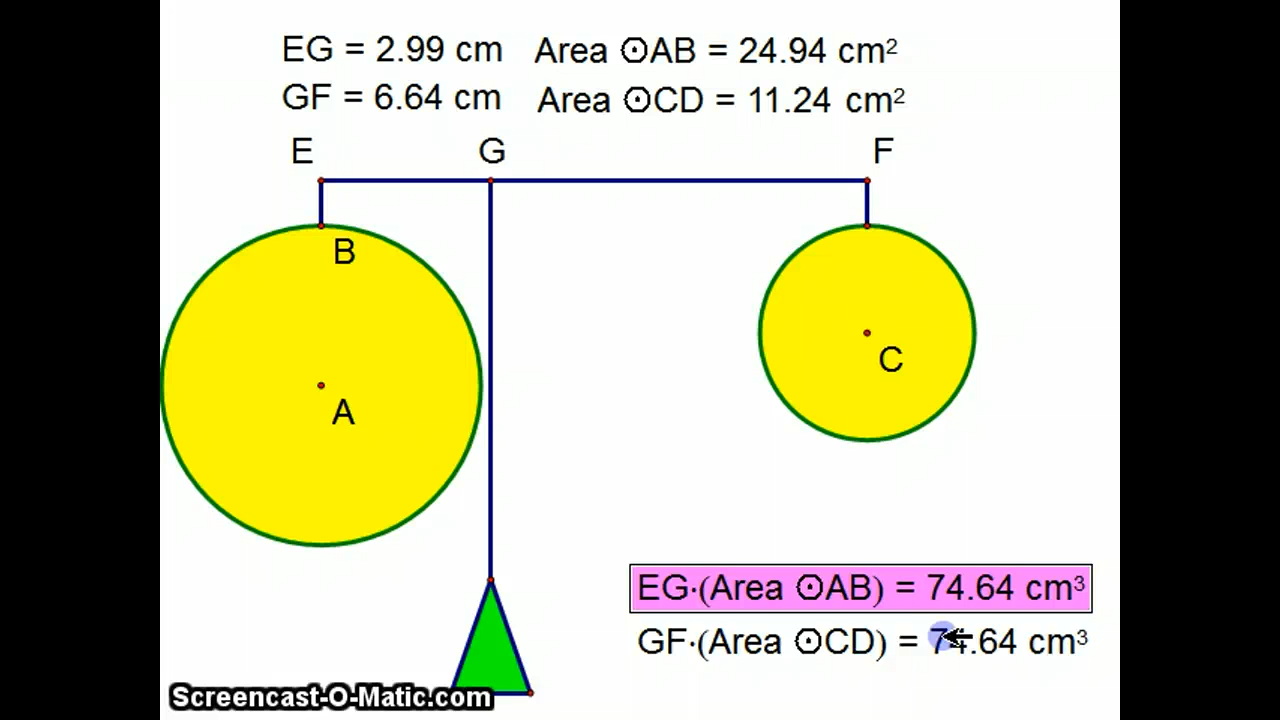 EG = 2.99 cm Area ⊙AB = 24.94 cm²
GF = 6.64 cm Area ⊙CD = 11.24 cm²
E G F
B
C
A
EG·(Area ⊙AB) = 74.64 cm³
GF·(Area ⊙CD) = 74.64 cm³
Screencast-O-Matic.com